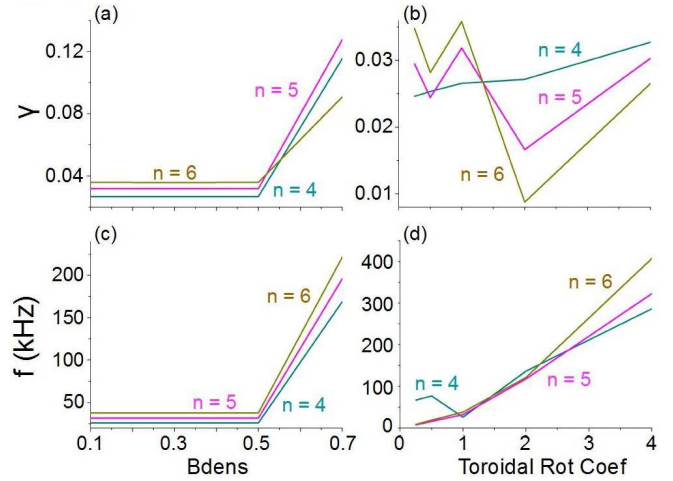 (a)
0.12
0.08
0.04
γ
n = 5
n = 6
n = 4
(b)
0.03
0.02
0.01
n = 4
n = 5
n = 6
(c)
200
150
100
50
f (kHz)
n = 6
n = 5
n = 4
0.1 0.3 0.5 0.7
Bdens
(d)
400
300
200
100
0
n = 6
n = 4
n = 5
0 1 2 3 4
Toroidal Rot Coef